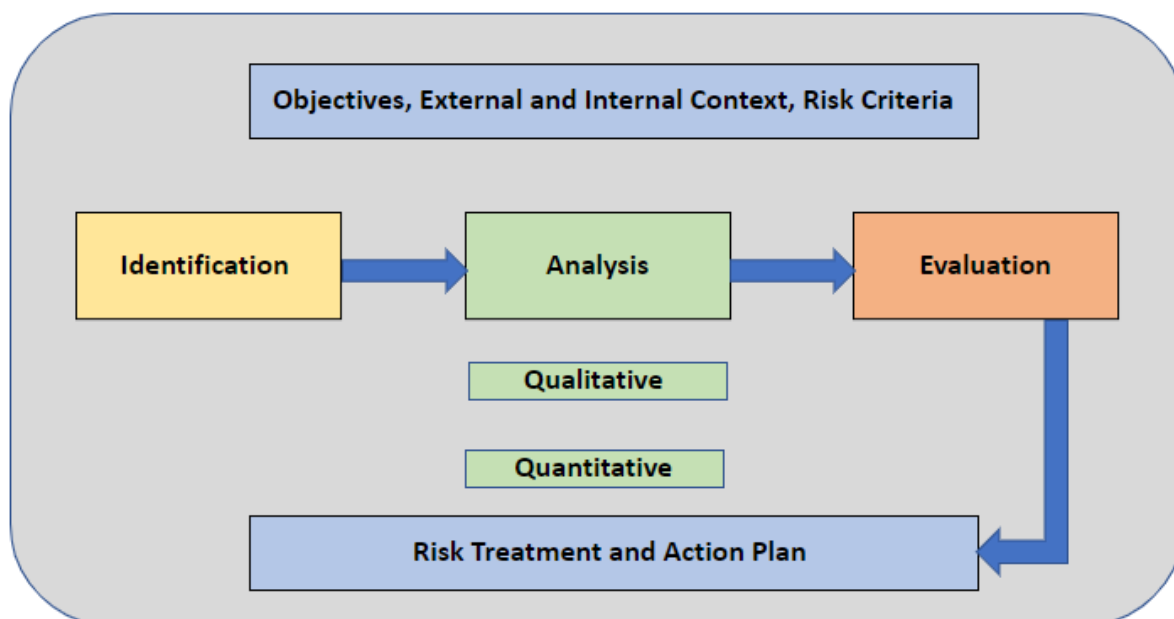 Objectives, External and Internal Context, Risk Criteria
Identification
Analysis
Evaluation
Qualitative
Quantitative
Risk Treatment and Action Plan